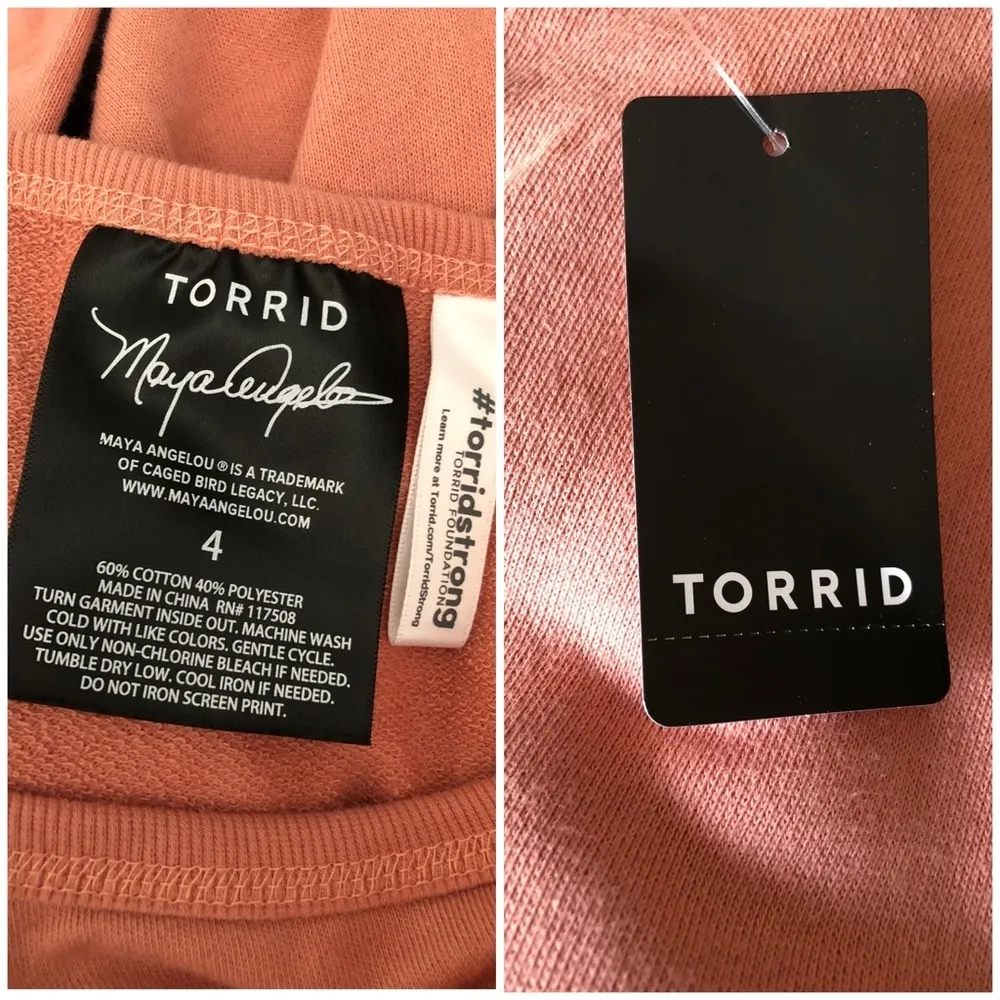 TORRID
Maya Angelou
MAYA ANGELOU ® IS A TRADEMARK
OF CAGED BIRD LEGACY, LLC.
WWW.MAYAANGELOU.COM
4
60% COTTON 40% POLYESTER
MADE IN CHINA RN# 117508
TURN GARMENT INSIDE OUT. MACHINE WASH
COLD WITH LIKE COLORS. GENTLE CYCLE.
USE ONLY NON-CHLORINE BLEACH IF NEEDED.
TUMBLE DRY LOW. COOL IRON IF NEEDED.
DO NOT IRON SCREEN PRINT.
#torridstrong
TORRID FOUNDATION
Learn more at Torrid.com/TorridStrong
TORRID